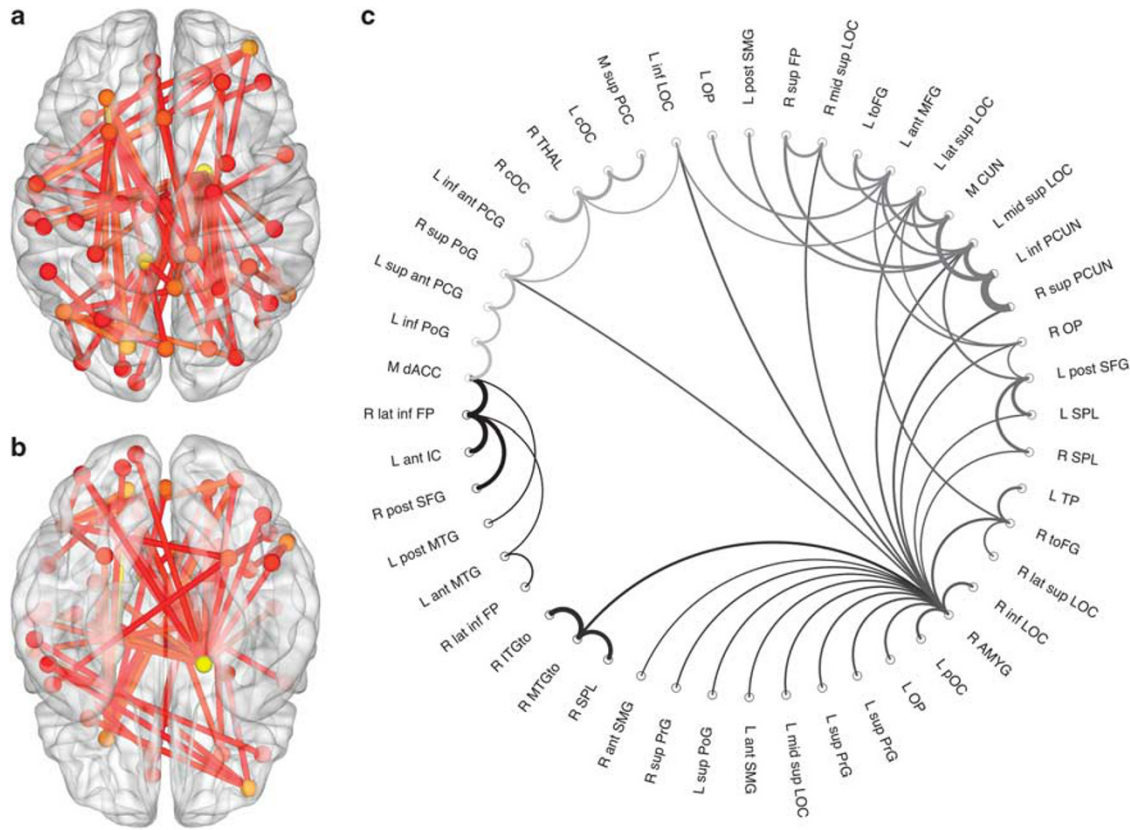 a
b
c
L inf LOC
L OP
L post SMG
R sup FP
R mid sup LOC
L toFG
L ant MFG
L lat sup LOC
M CUN
L mid sup LOC
L inf PCUN
R sup PCUN
R OP
L post SFG
L SPL
R SPL
L TP
R toFG
R lat sup LOC
R inf LOC
R AMYG
L pOC
L OP
L sup PrG
L sup PrG
L mid sup LOC
L ant SMG
L sup PoG
R sup PrG
R ant SMG
R SPL
R MTGto
R ITGto
R lat inf FP
L ant MTG
L post MTG
R post SFG
L ant IC
R lat inf FP
M dACC
L inf PoG
L sup ant PCG
R sup PoG
L inf ant PCG
R cOC
R THAL
L cOC
M sup PCC